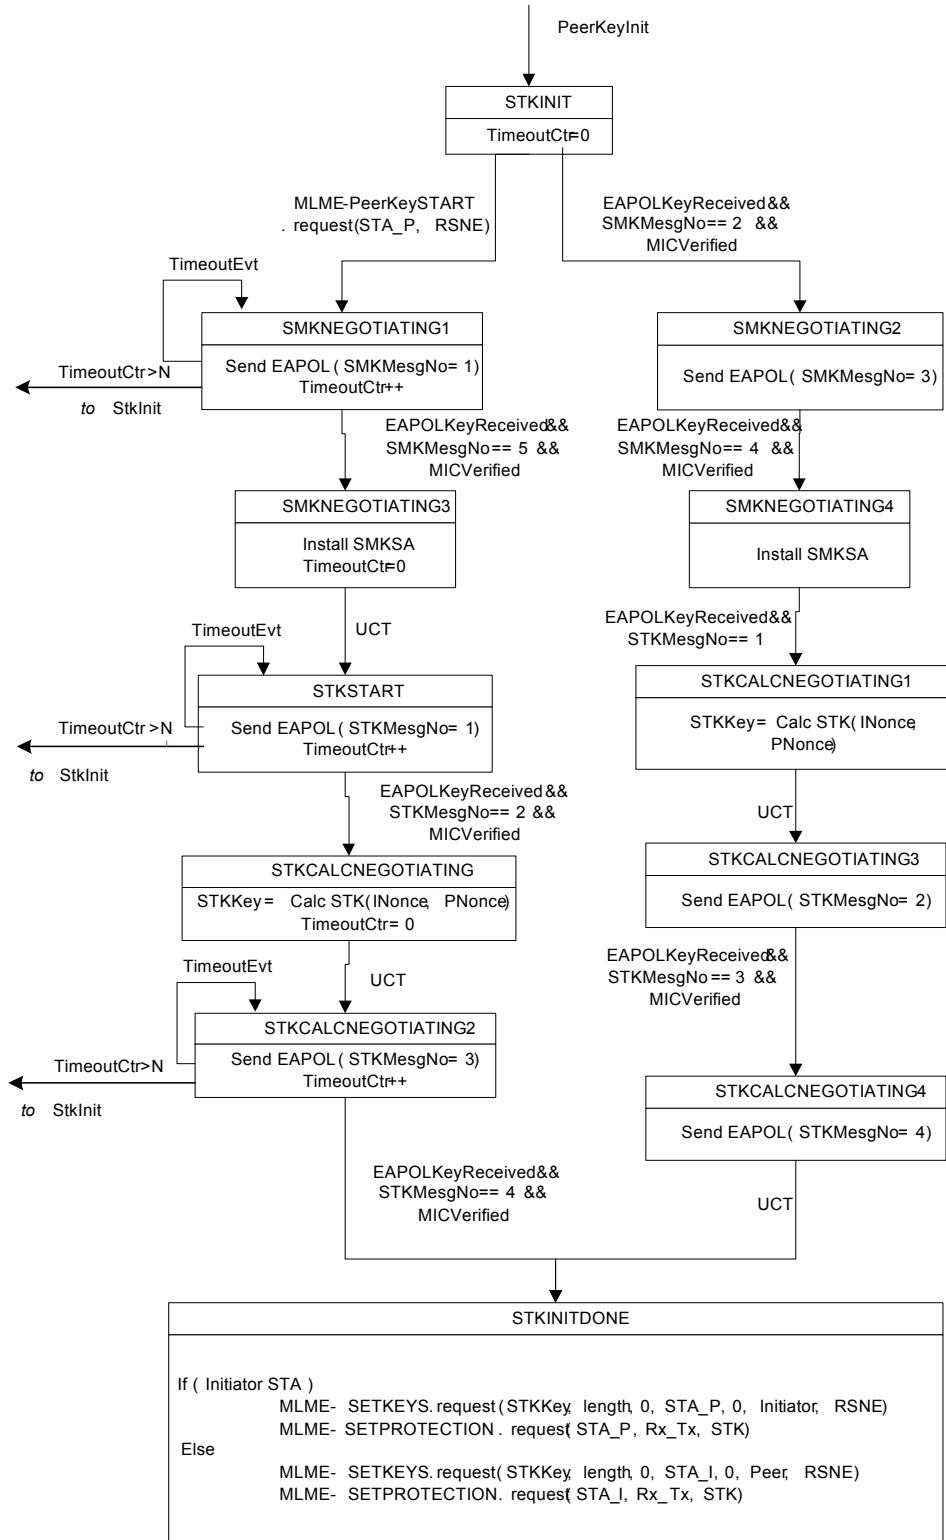 PeerKeyInit
STKINIT
TimeoutCtr=0
MLME-PeerKeySTART
. request(STA_P, RSNE)
EAPOLKeyReceived&&
SMKMesgNo== 2 &&
MICVerified
TimeoutEvt
SMKNEGOTIATING1
Send EAPOL( SMKMesgNo= 1)
TimeoutCtr++
TimeoutCtr>N
to StkInit
SMKNEGOTIATING2
Send EAPOL( SMKMesgNo= 3)
EAPOLKeyReceived&&
SMKMesgNo== 5 &&
MICVerified
EAPOLKeyReceived&&
SMKMesgNo== 4 &&
MICVerified
SMKNEGOTIATING3
Install SMKSA
TimeoutCtr=0
SMKNEGOTIATING4
Install SMKSA
UCT
EAPOLKeyReceived&&
STKMesgNo== 1
TimeoutEvt
STKSTART
Send EAPOL( STKMesgNo= 1)
TimeoutCtr++
TimeoutCtr>N
to StkInit
STKCALCNEGOTIATING1
STKKey= Calc STK( INonce,
PNonce)
EAPOLKeyReceived&&
STKMesgNo== 2 &&
MICVerified
UCT
STKCALCNEGOTIATING
STKKey= Calc STK(INonce, PNonce)
TimeoutCtr= 0
STKCALCNEGOTIATING3
Send EAPOL( STKMesgNo= 2)
UCT
EAPOLKeyReceived&&
STKMesgNo== 3 &&
MICVerified
TimeoutEvt
STKCALCNEGOTIATING2
Send EAPOL( STKMesgNo= 3)
TimeoutCtr++
TimeoutCtr>N
to StkInit
STKCALCNEGOTIATING4
Send EAPOL( STKMesgNo= 4)
EAPOLKeyReceived&&
STKMesgNo== 4 &&
MICVerified
UCT
STKINITDONE
If ( Initiator STA )
MLME- SETKEYS. request(STKKey, length, 0, STA_P, 0, Initiator, RSNE)
MLME- SETPROTECTION . request( STA_P, Rx_Tx, STK)
Else
MLME- SETKEYS. request( STKKey, length, 0, STA_I, 0, Peer, RSNE)
MLME- SETPROTECTION. request( STA_I, Rx_Tx, STK)